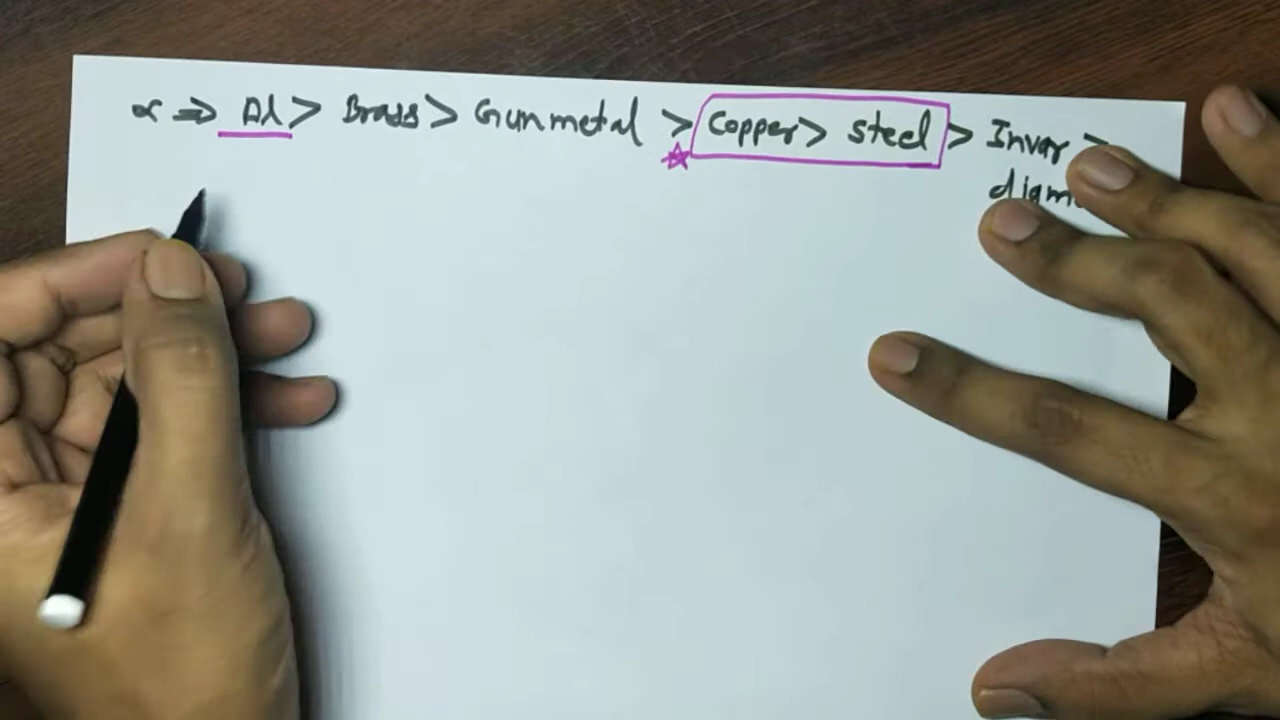 α ⇒ Al > Brass > Gunmetal > Copper > steel > Invar >